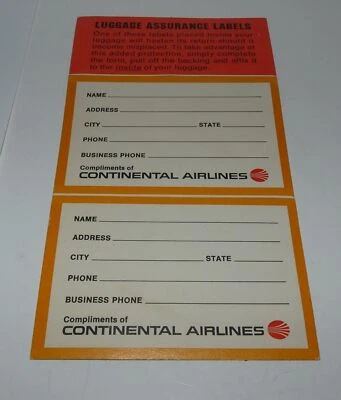 LUGGAGE ASSURANCE LABELS
One of these labels placed inside your
luggage will hasten its return should it
become misplaced. To take advantage of
this added protection, simply complete
the form, pull off the backing and affix it
to the inside of your luggage.
NAME
ADDRESS
CITY STATE
PHONE
BUSINESS PHONE
Compliments of
CONTINENTAL AIRLINES
NAME
ADDRESS
CITY STATE
PHONE
BUSINESS PHONE
Compliments of
CONTINENTAL AIRLINES